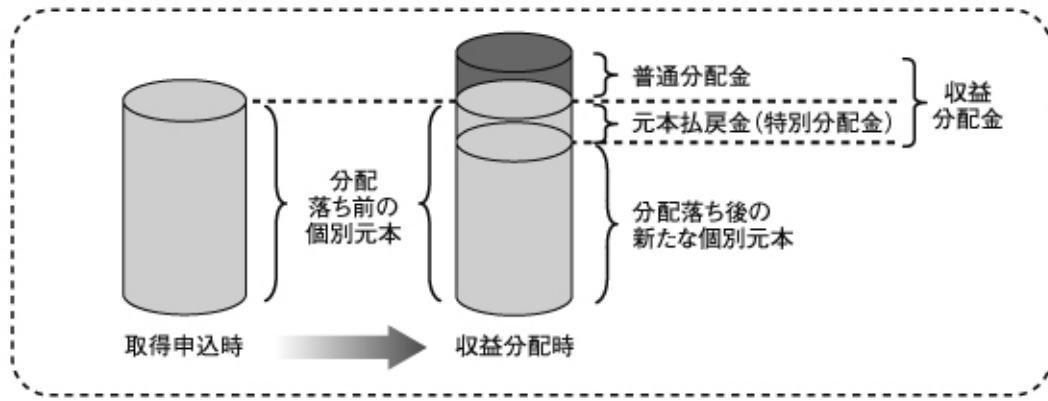 普通分配金
元本払戻金(特別分配金)
収益
分配金
分配
落ち前の
個別元本
分配落ち後の
新たな個別元本
取得申込時
収益分配時